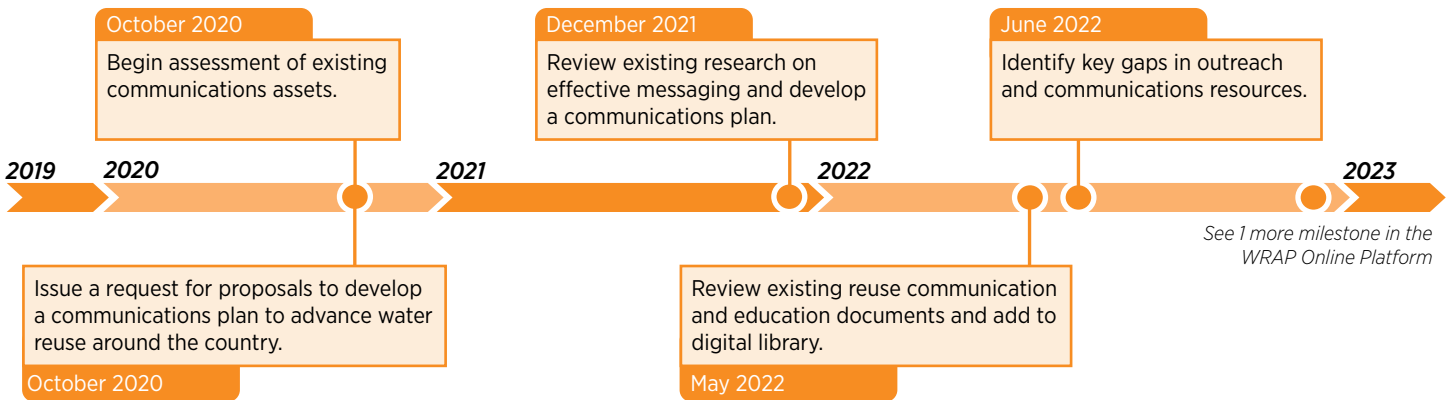 October 2020
Begin assessment of existing
communications assets.
December 2021
Review existing research on
effective messaging and develop
a communications plan.
June 2022
Identify key gaps in outreach
and communications resources.
2019
2020
2021
2022
2023
See 1 more milestone in the
WRAP Online Platform
Issue a request for proposals to develop
a communications plan to advance water
reuse around the country.
October 2020
Review existing reuse communication
and education documents and add to
digital library.
May 2022